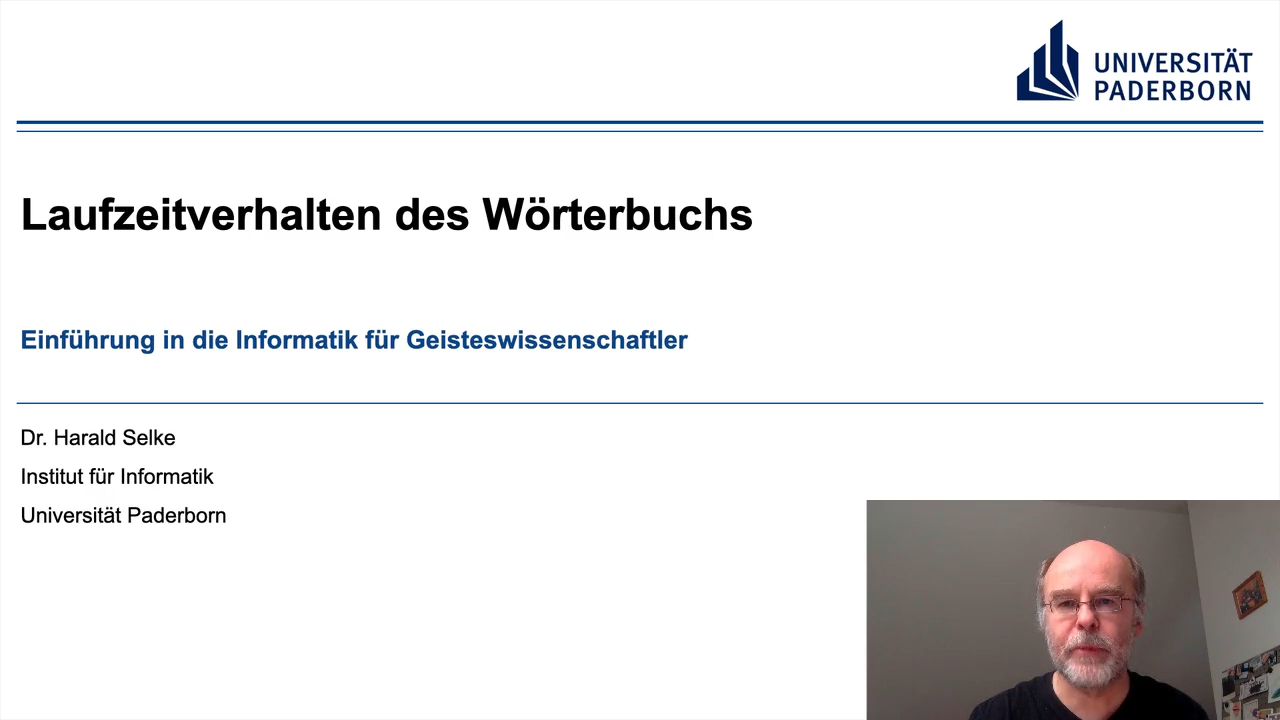 UNIVERSITÄT
PADERBORN
Laufzeitverhalten des Wörterbuchs
Einführung in die Informatik für Geisteswissenschaftler
Dr. Harald Selke
Institut für Informatik
Universität Paderborn